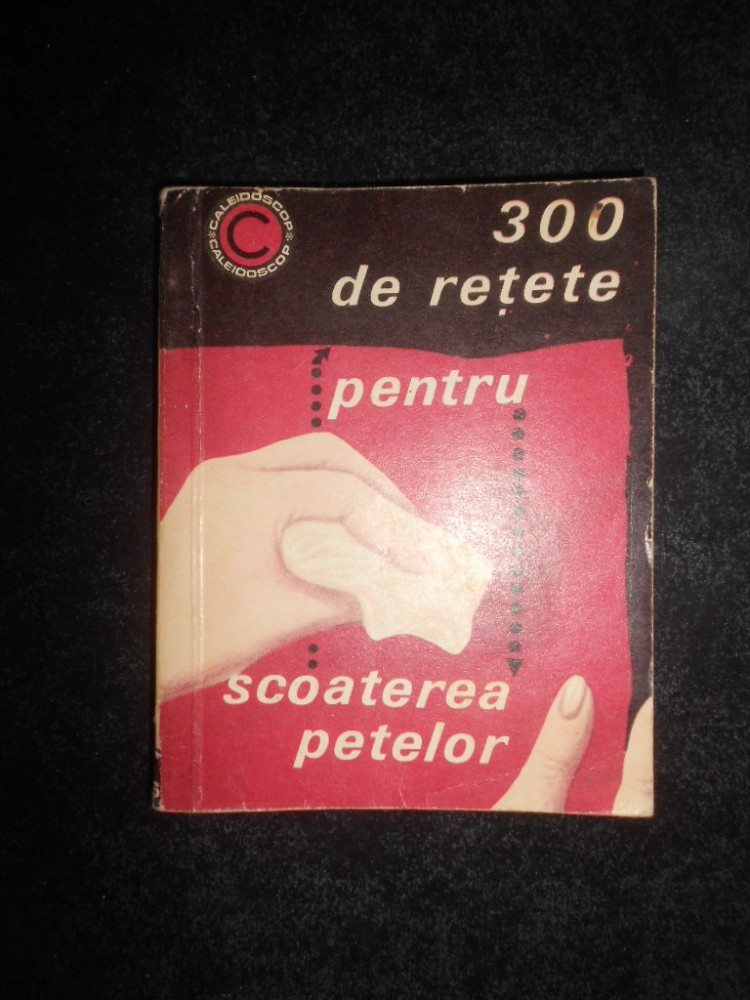 CALEIDOSCOP * CALEIDOSCOP *
C
300
de rețete
pentru
scoaterea
petelor